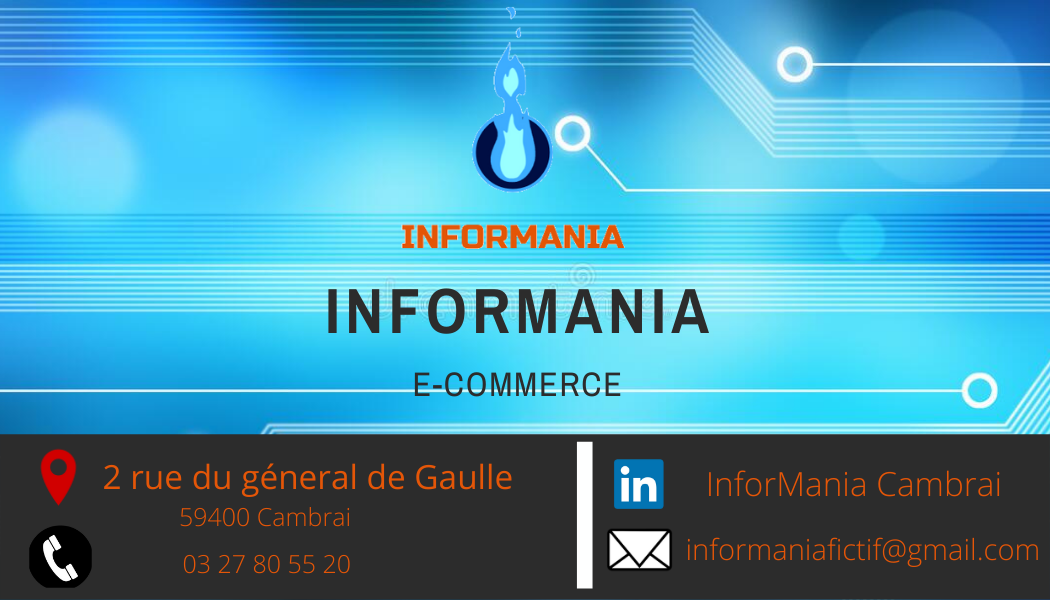 INFORMANIA
INFORMANIA
E-COMMERCE
2 rue du géneral de Gaulle
59400 Cambrai
03 27 80 55 20
in
InforMania Cambrai
informaniafictif@gmail.com